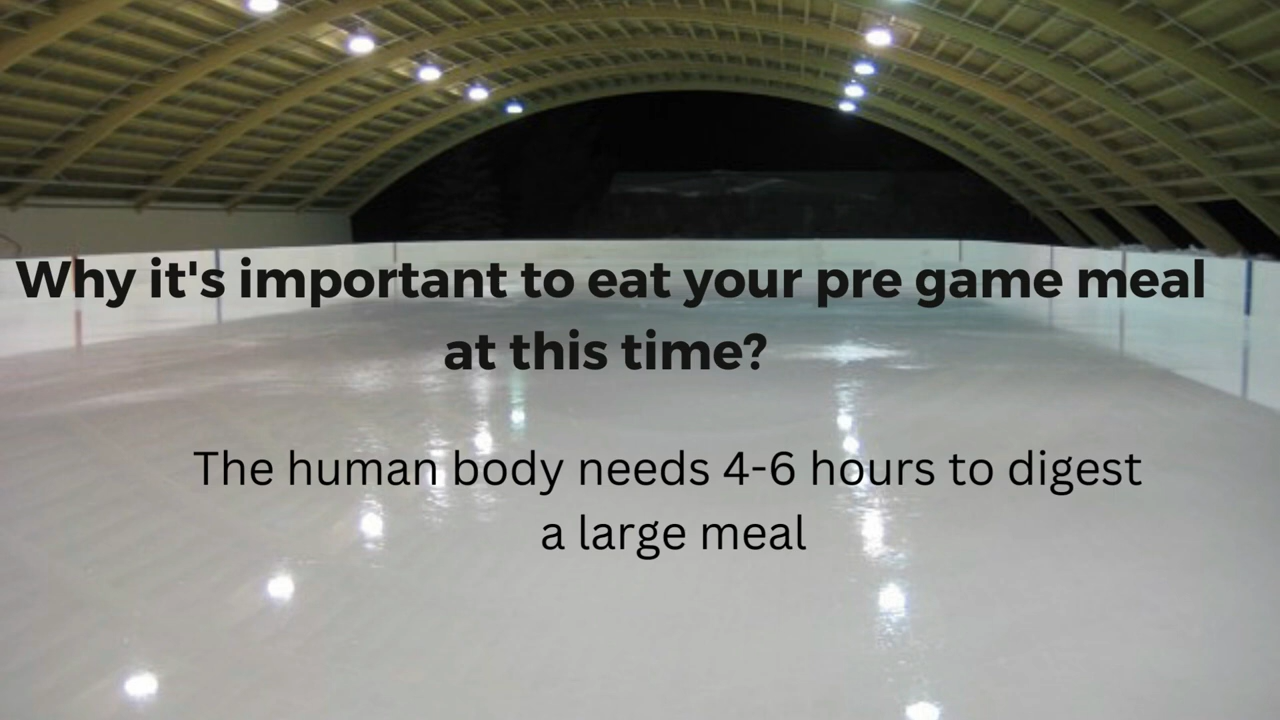 Why it's important to eat your pre game meal
at this time?
The human body needs 4-6 hours to digest
a large meal